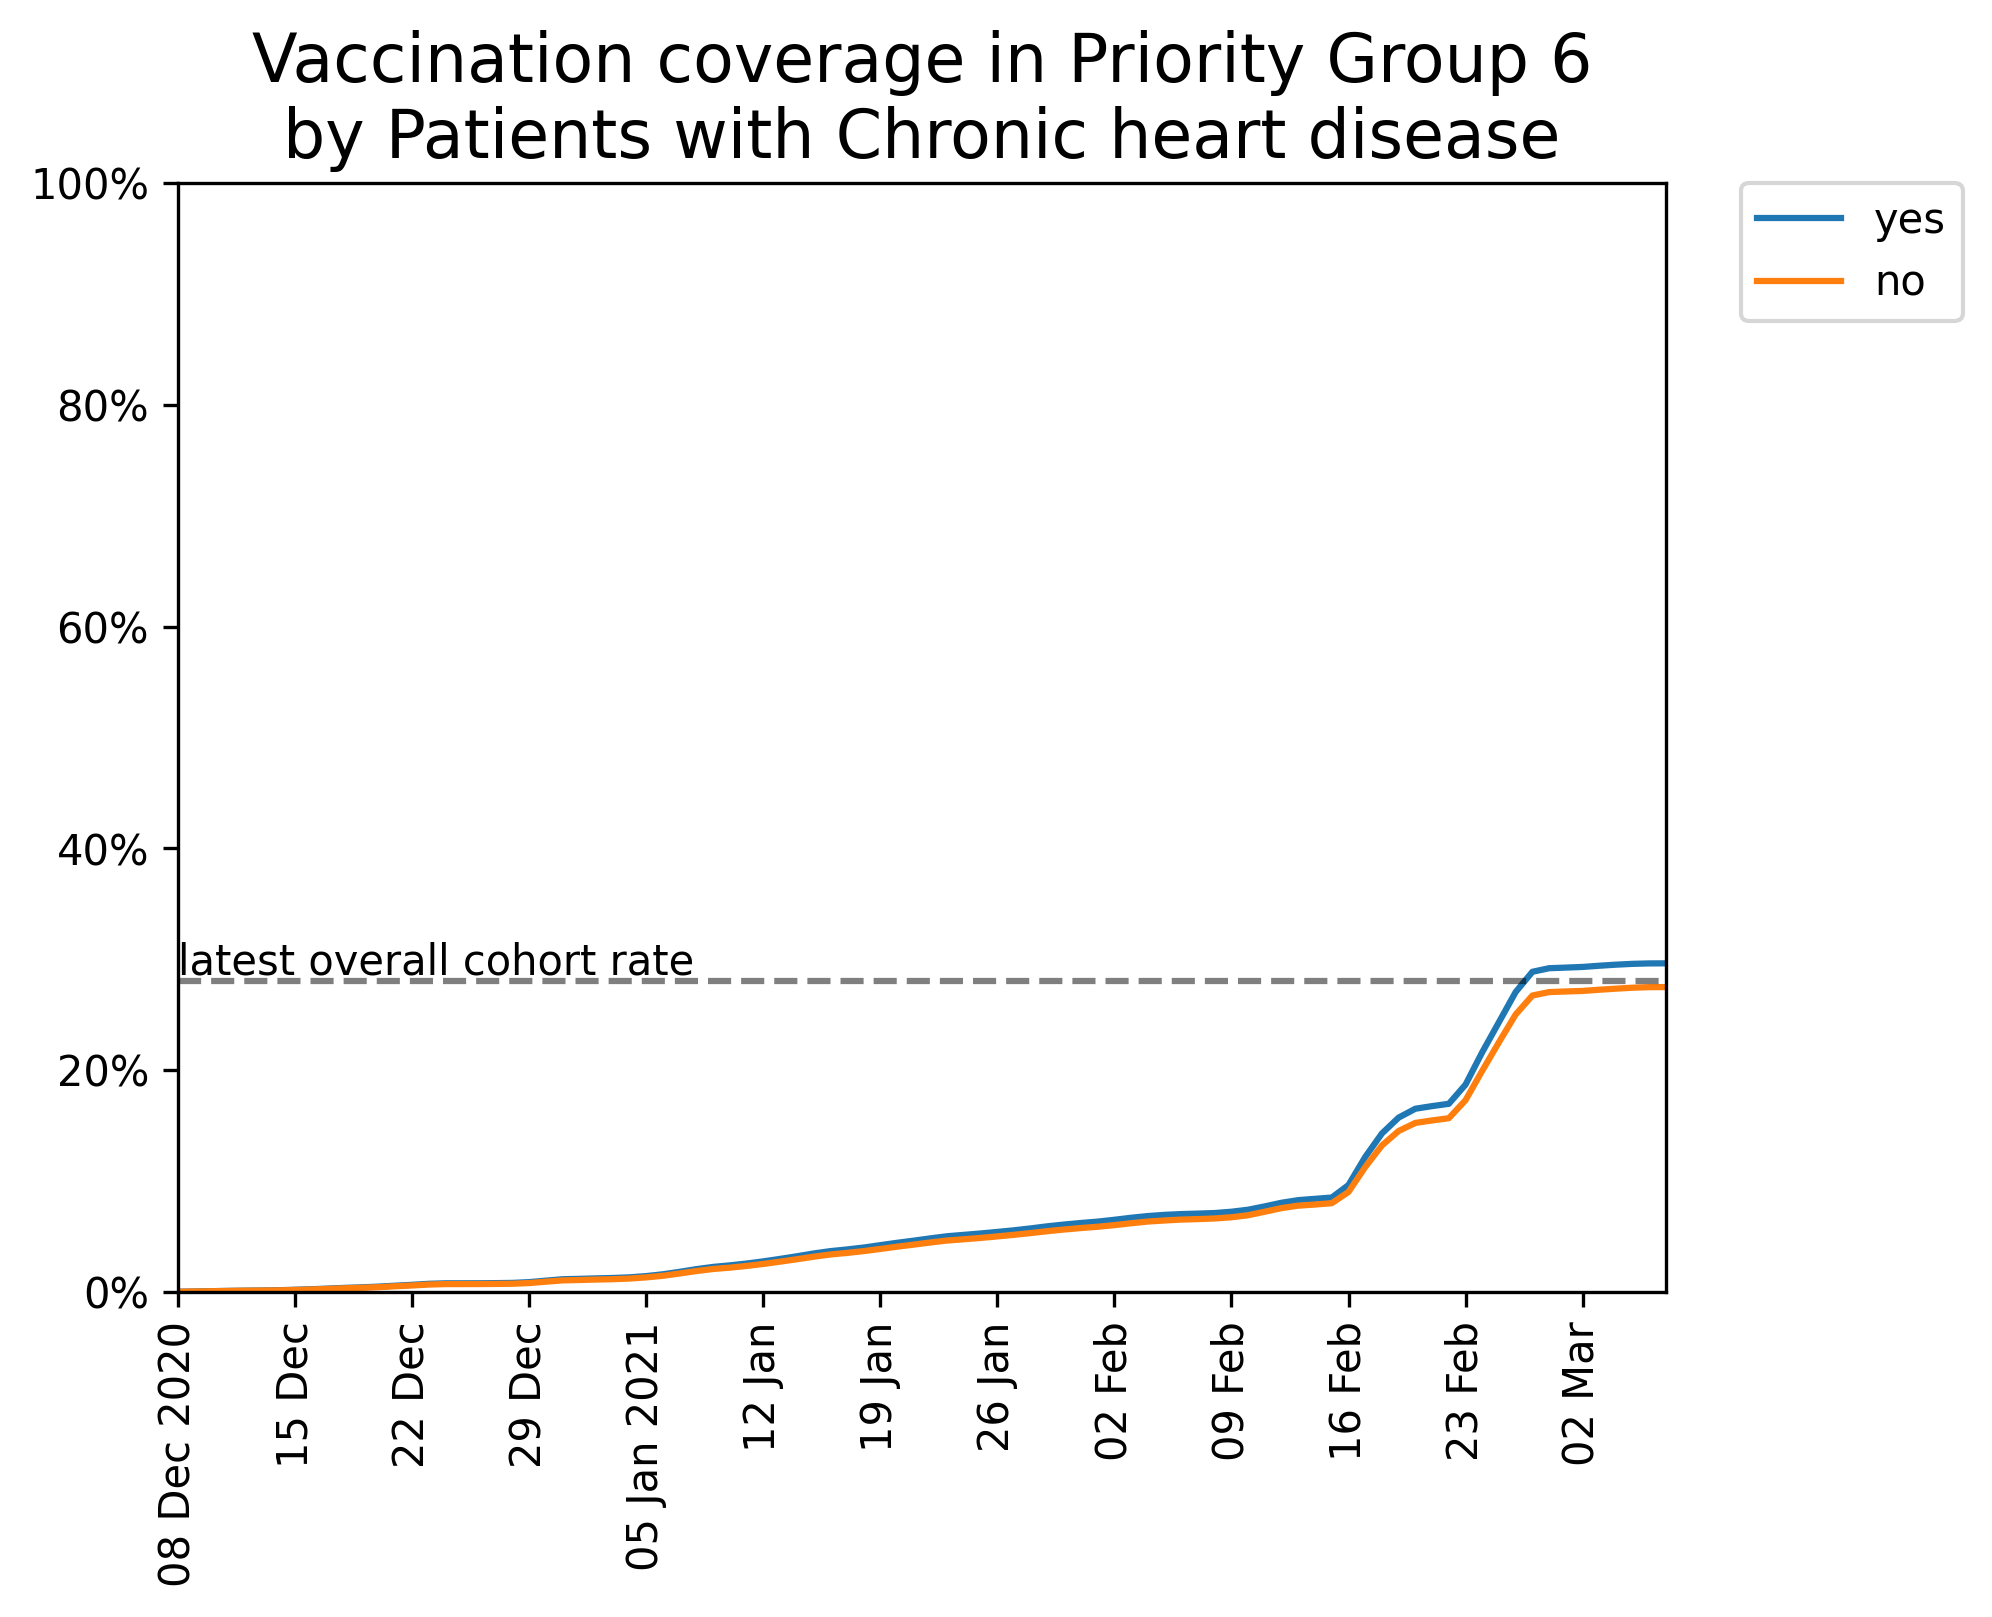 Vaccination coverage in Priority Group 6
by Patients with Chronic heart disease
100%
80%
60%
40%
20%
0%
latest overall cohort rate
yes
no
08 Dec 2020
15 Dec
22 Dec
29 Dec
05 Jan 2021
12 Jan
19 Jan
26 Jan
02 Feb
09 Feb
16 Feb
23 Feb
02 Mar